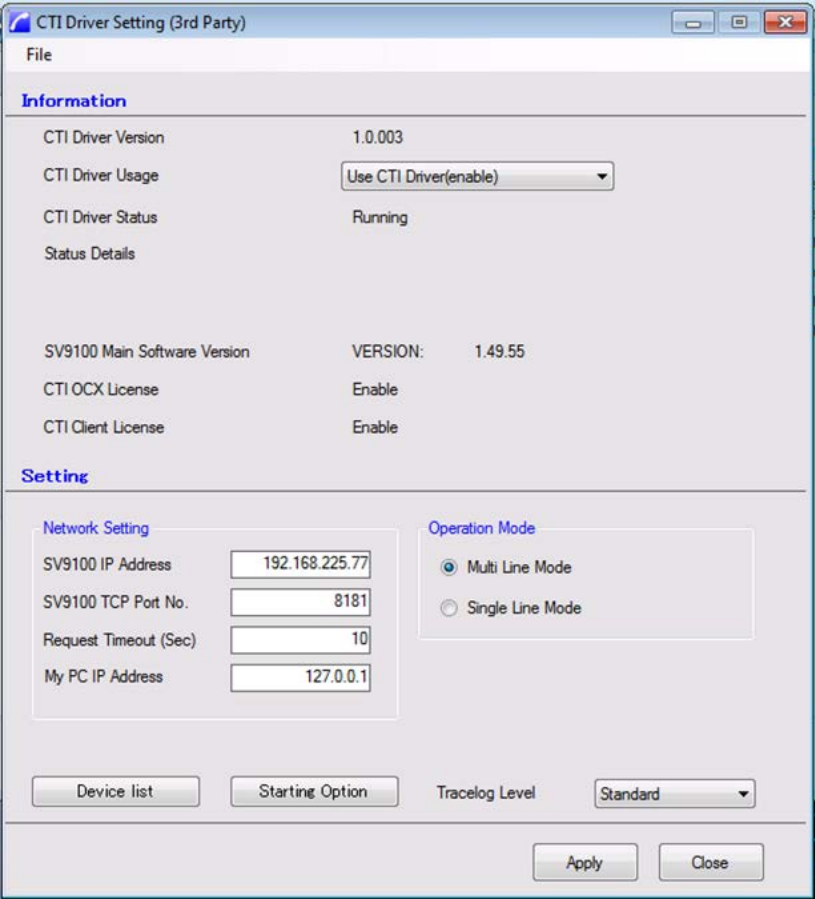 CTI Driver Setting (3rd Party)
File
Information
CTI Driver Version 1.0.003
CTI Driver Usage Use CTI Driver(enable)
CTI Driver Status Running
Status Details
SV9100 Main Software Version VERSION: 1.49.55
CTI OCX License Enable
CTI Client License Enable
Setting
Network Setting Operation Mode
SV9100 IP Address 192.168.225.77 Multi Line Mode
SV9100 TCP Port No. 8181 Single Line Mode
Request Timeout (Sec) 10
My PC IP Address 127.0.0.1
Device list Starting Option Tracelog Level Standard
Apply Close